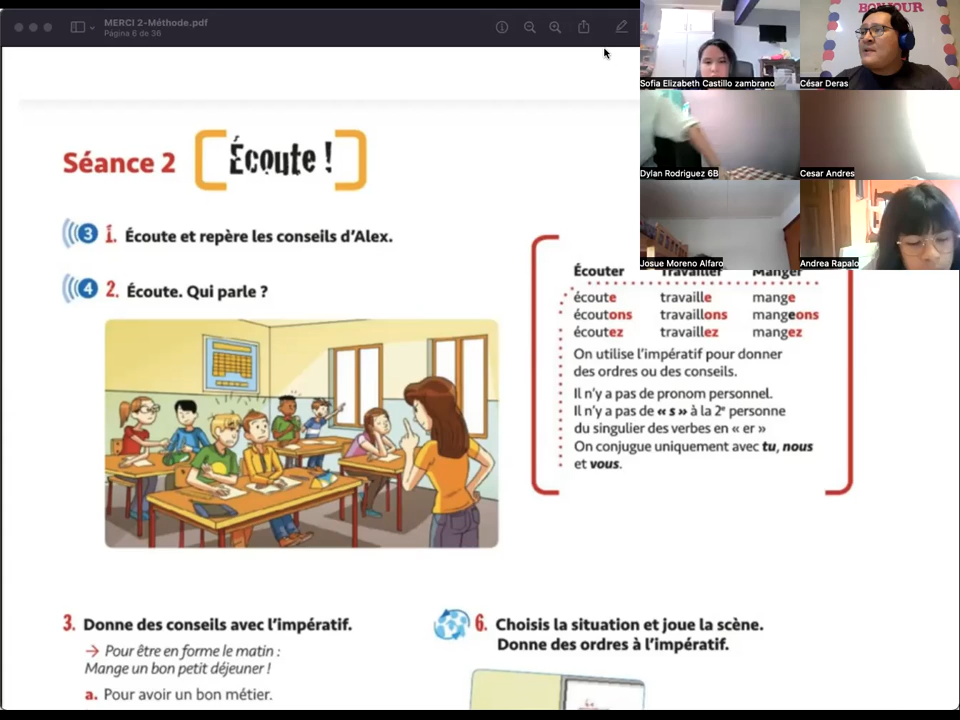 MERCI 2-Méthode.pdf
Página 6 de 36
BONJOUR
Sofia Elizabeth Castillo zambrano
César Deras
Dylan Rodriguez 6B
Cesar Andres
Josue Moreno Alfaro
Andrea Rapalo
Séance 2
Écoute !
3 1. Écoute et repère les conseils d'Alex.
4 2. Écoute. Qui parle ?
Écouter Travailler Manger
écoute travaille mange
écoutons travaillons mangeons
écoutez travaillez mangez
On utilise l'impératif pour donner
des ordres ou des conseils.
Il n'y a pas de pronom personnel.
Il n'y a pas de « s » à la 2e personne
du singulier des verbes en « er »
On conjugue uniquement avec tu, nous
et vous.
3. Donne des conseils avec l'impératif.
→ Pour être en forme le matin :
Mange un bon petit déjeuner !
a. Pour avoir un bon métier.
6. Choisis la situation et joue la scène.
Donne des ordres à l'impératif.